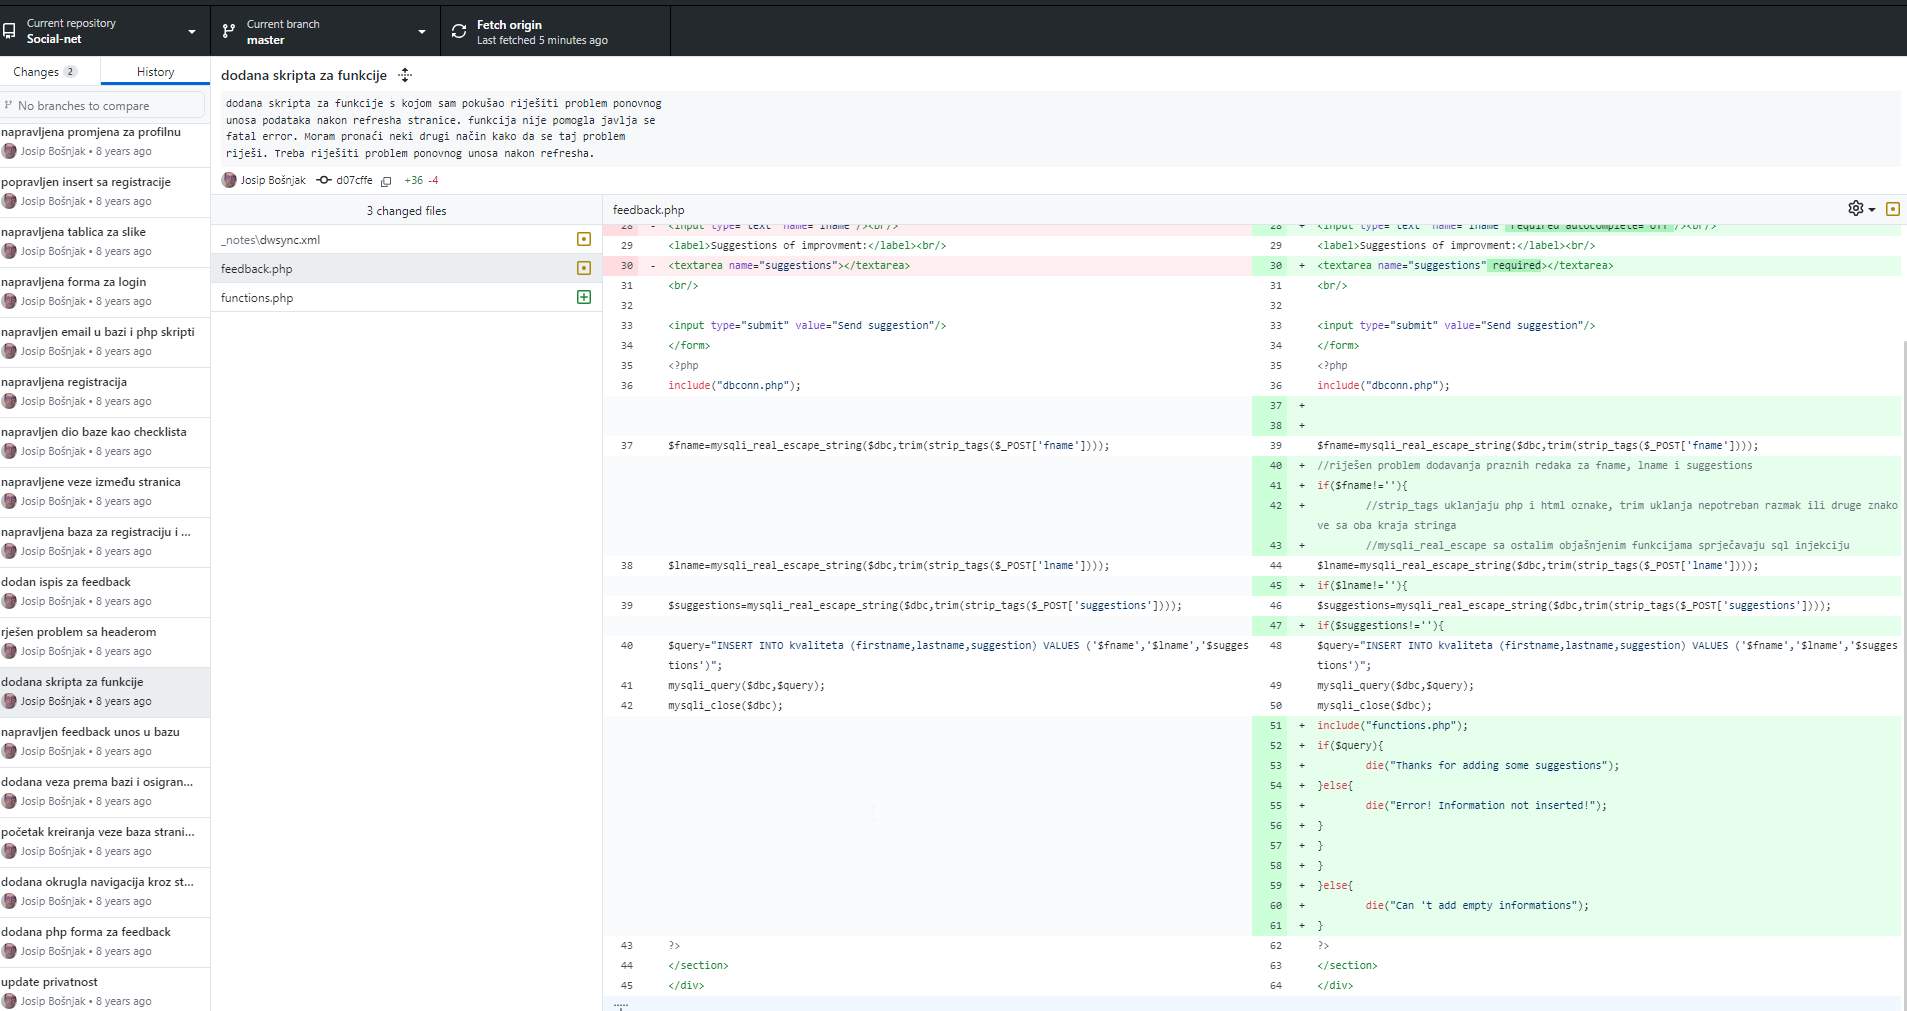 Current repository
Social-net
Current branch
master
Fetch origin
Last fetched 5 minutes ago
Changes 2
History
No branches to compare
napravljena promjena za profilnu
Josip Bošnjak • 8 years ago
popravljen insert sa registracije
Josip Bošnjak • 8 years ago
napravljena tablica za slike
Josip Bošnjak • 8 years ago
napravljena forma za login
Josip Bošnjak • 8 years ago
napravljen email u bazi i php skripti
Josip Bošnjak • 8 years ago
napravljena registracija
Josip Bošnjak • 8 years ago
napravljen dio baze kao checklista
Josip Bošnjak • 8 years ago
napravljene veze između stranica
Josip Bošnjak • 8 years ago
napravljena baza za registraciju i ...
Josip Bošnjak • 8 years ago
dodan ispis za feedback
Josip Bošnjak • 8 years ago
rješen problem sa headerom
Josip Bošnjak • 8 years ago
dodana skripta za funkcije
Josip Bošnjak • 8 years ago
napravljen feedback unos u bazu
Josip Bošnjak • 8 years ago
dodana veza prema bazi i osigran...
Josip Bošnjak • 8 years ago
početak kreiranja veze baza strani...
Josip Bošnjak • 8 years ago
dodana okrugla navigacija kroz st...
Josip Bošnjak • 8 years ago
dodana php forma za feedback
Josip Bošnjak • 8 years ago
update privatnost
Josip Bošnjak • 8 years ago
dodana skripta za funkcije
dodana skripta za funkcije s kojom sam pokušao riješiti problem ponovnog
unosa podataka nakon refresha stranice. funkcija nije pomogla javlja se
fatal error. Moram pronaći neki drugi način kako da se taj problem
riješi. Treba riješiti problem ponovnog unosa nakon refresha.
Josip Bošnjak d07cffe +36 -4
3 changed files
_notes\dwsync.xml
feedback.php
functions.php
feedback.php
28 - <input type="text" name="lname"/><br/>
29 <label>Suggestions of improvment:</label><br/>
30 - <textarea name="suggestions"></textarea>
31 <br/>
32
33 <input type="submit" value="Send suggestion"/>
34 </form>
35 <?php
36 include("dbconn.php");
37 $fname=mysqli_real_escape_string($dbc,trim(strip_tags($_POST['fname'])));
38 $lname=mysqli_real_escape_string($dbc,trim(strip_tags($_POST['lname'])));
39 $suggestions=mysqli_real_escape_string($dbc,trim(strip_tags($_POST['suggestions'])));
40 $query="INSERT INTO kvaliteta (firstname,lastname,suggestion) VALUES ('$fname','$lname','$sugges
tions')";
41 mysqli_query($dbc,$query);
42 mysqli_close($dbc);
43 ?>
44 </section>
45 </div>
28 + <input type="text" name="lname" required autocomplete="off"/><br/>
29 <label>Suggestions of improvment:</label><br/>
30 + <textarea name="suggestions" required></textarea>
31 <br/>
32
33 <input type="submit" value="Send suggestion"/>
34 </form>
35 <?php
36 include("dbconn.php");
37 +
38 +
39 $fname=mysqli_real_escape_string($dbc,trim(strip_tags($_POST['fname'])));
40 + //riješen problem dodavanja praznih redaka za fname, lname i suggestions
41 + if($fname!=''){
42 + //strip_tags uklanjaju php i html oznake, trim uklanja nepotreban razmak ili druge znako
ve sa oba kraja stringa
43 + //mysqli_real_escape sa ostalim objašnjenim funkcijama sprječavaju sql injekciju
44 $lname=mysqli_real_escape_string($dbc,trim(strip_tags($_POST['lname'])));
45 + if($lname!=''){
46 $suggestions=mysqli_real_escape_string($dbc,trim(strip_tags($_POST['suggestions'])));
47 + if($suggestions!=''){
48 $query="INSERT INTO kvaliteta (firstname,lastname,suggestion) VALUES ('$fname','$lname','$sugges
tions')";
49 mysqli_query($dbc,$query);
50 mysqli_close($dbc);
51 + include("functions.php");
52 + if($query){
53 + die("Thanks for adding some suggestions");
54 + }else{
55 + die("Error! Information not inserted!");
56 + }
57 + }
58 + }
59 + }else{
60 + die("Can 't add empty informations");
61 + }
62 ?>
63 </section>
64 </div>